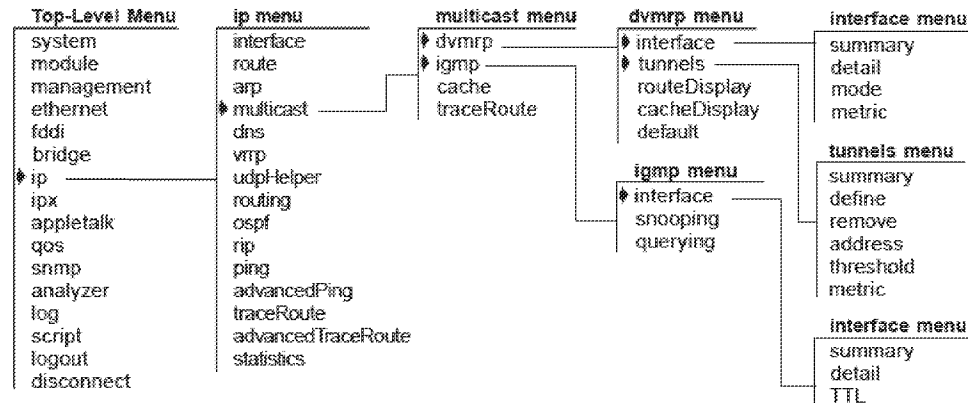 Top-Level Menu
system
module
management
ethernet
fddi
bridge
ip
ipx
appletalk
qos
snmp
analyzer
log
script
logout
disconnect
ip menu
interface
route
arp
multicast
dns
vrrp
udpHelper
routing
ospf
rip
ping
advancedPing
traceRoute
advancedTraceRoute
statistics
multicast menu
dvmrp
igmp
cache
traceRoute
dvmrp menu
interface
tunnels
routeDisplay
cacheDisplay
default
igmp menu
interface
snooping
querying
interface menu
summary
detail
mode
metric
tunnels menu
summary
define
remove
address
threshold
metric
interface menu
summary
detail
TTL